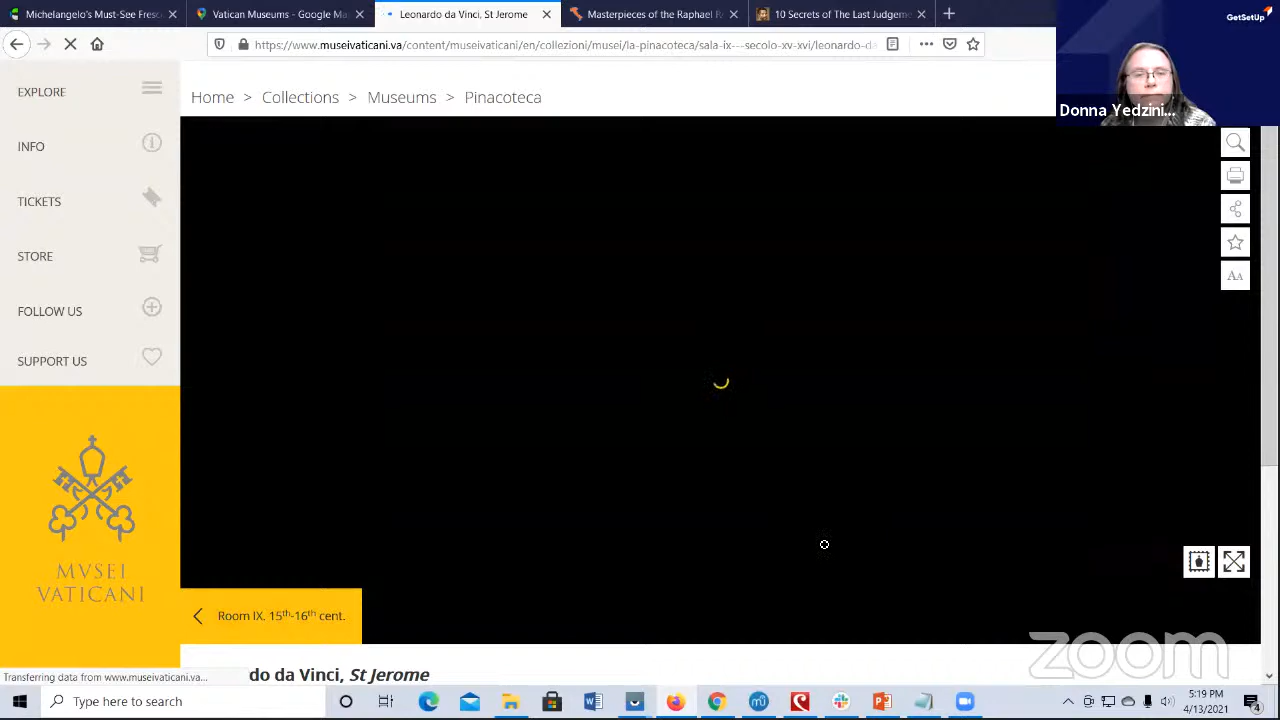 Michelangelo's Must-See Fresc
Vatican Museums - Google Ma
Leonardo da Vinci, St Jerome
Masterpieces of the Raphael R
10 Secrets of The Last Judgeme
GetSetUp
https://www.museivaticani.va/content/museivaticani/en/collezioni/musei/la-pinacoteca/sala-ix---secolo-xv-xvi/leonardo-da
Donna Yedzini...
EXPLORE
Home > Collections > Museums > Pinacoteca
INFO
TICKETS
STORE
AA
FOLLOW US
SUPPORT US
MVSEI
VATICANI
Room IX. 15th-16th cent.
zoom
Transferring data from www.museivaticani.va...
do da Vinci, St Jerome
Type here to search
5:19 PM
4/13/2021
4